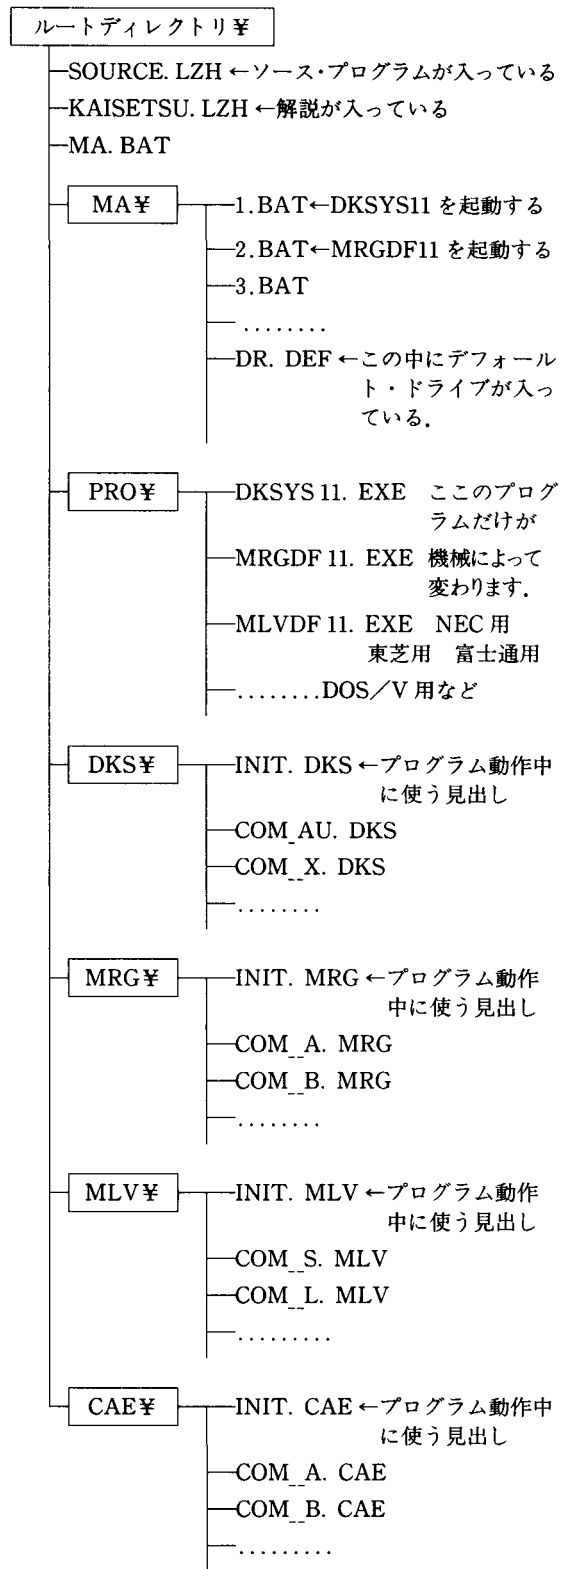 ルートディレクトリ¥
SOURCE. LZH ←ソース・プログラムが入っている
KAISETSU. LZH ←解説が入っている
MA. BAT
MA¥ 1.BAT←DKSYS11 を起動する
2.BAT←MRGDF11 を起動する
3.BAT
........
DR. DEF ←この中にデフォール
ト・ドライブが入っ
ている.
PRO¥ DKSYS 11. EXE ここのプログ
ラムだけが
MRGDF 11. EXE 機械によって
変わります.
MLVDF 11. EXE NEC 用
東芝用 富士通用
........DOS/V 用など
DKS¥ INIT. DKS ←プログラム動作中
に使う見出し
COM_AU. DKS
COM__X. DKS
........
MRG¥ INIT. MRG ←プログラム動作
中に使う見出し
COM__A. MRG
COM__B. MRG
........
MLV¥ INIT. MLV ←プログラム動作
中に使う見出し
COM__S. MLV
COM__L. MLV
.........
CAE¥ INIT. CAE ←プログラム動作中
に使う見出し
COM__A. CAE
COM__B. CAE
.........